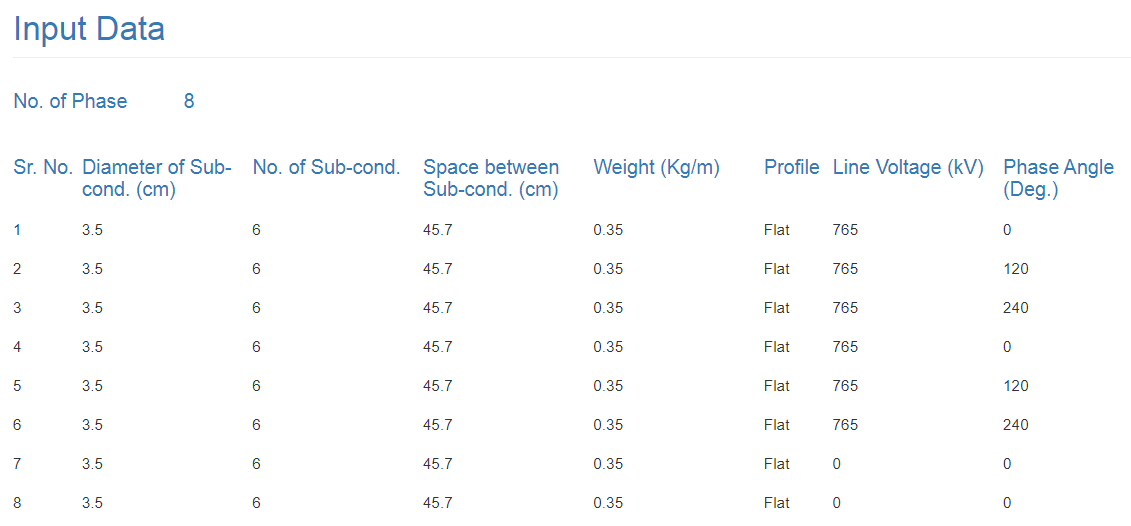 Input Data
No. of Phase 8
Sr. No. Diameter of Sub- No. of Sub-cond. Space between Weight (Kg/m) Profile Line Voltage (kV) Phase Angle
cond. (cm) Sub-cond. (cm) (Deg.)
1 3.5 6 45.7 0.35 Flat 765 0
2 3.5 6 45.7 0.35 Flat 765 120
3 3.5 6 45.7 0.35 Flat 765 240
4 3.5 6 45.7 0.35 Flat 765 0
5 3.5 6 45.7 0.35 Flat 765 120
6 3.5 6 45.7 0.35 Flat 765 240
7 3.5 6 45.7 0.35 Flat 0 0
8 3.5 6 45.7 0.35 Flat 0 0